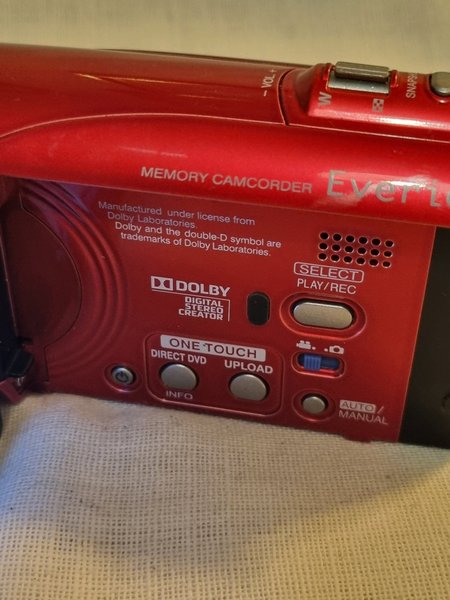 – VOL +
W
MEMORY CAMCORDER Everio
Manufactured under license from
Dolby Laboratories.
Dolby and the double-D symbol are
trademarks of Dolby Laboratories.
SELECT
PLAY/REC
DOLBY
DIGITAL
STEREO
CREATOR
ONE TOUCH
DIRECT DVD
UPLOAD
INFO
AUTO/
MANUAL